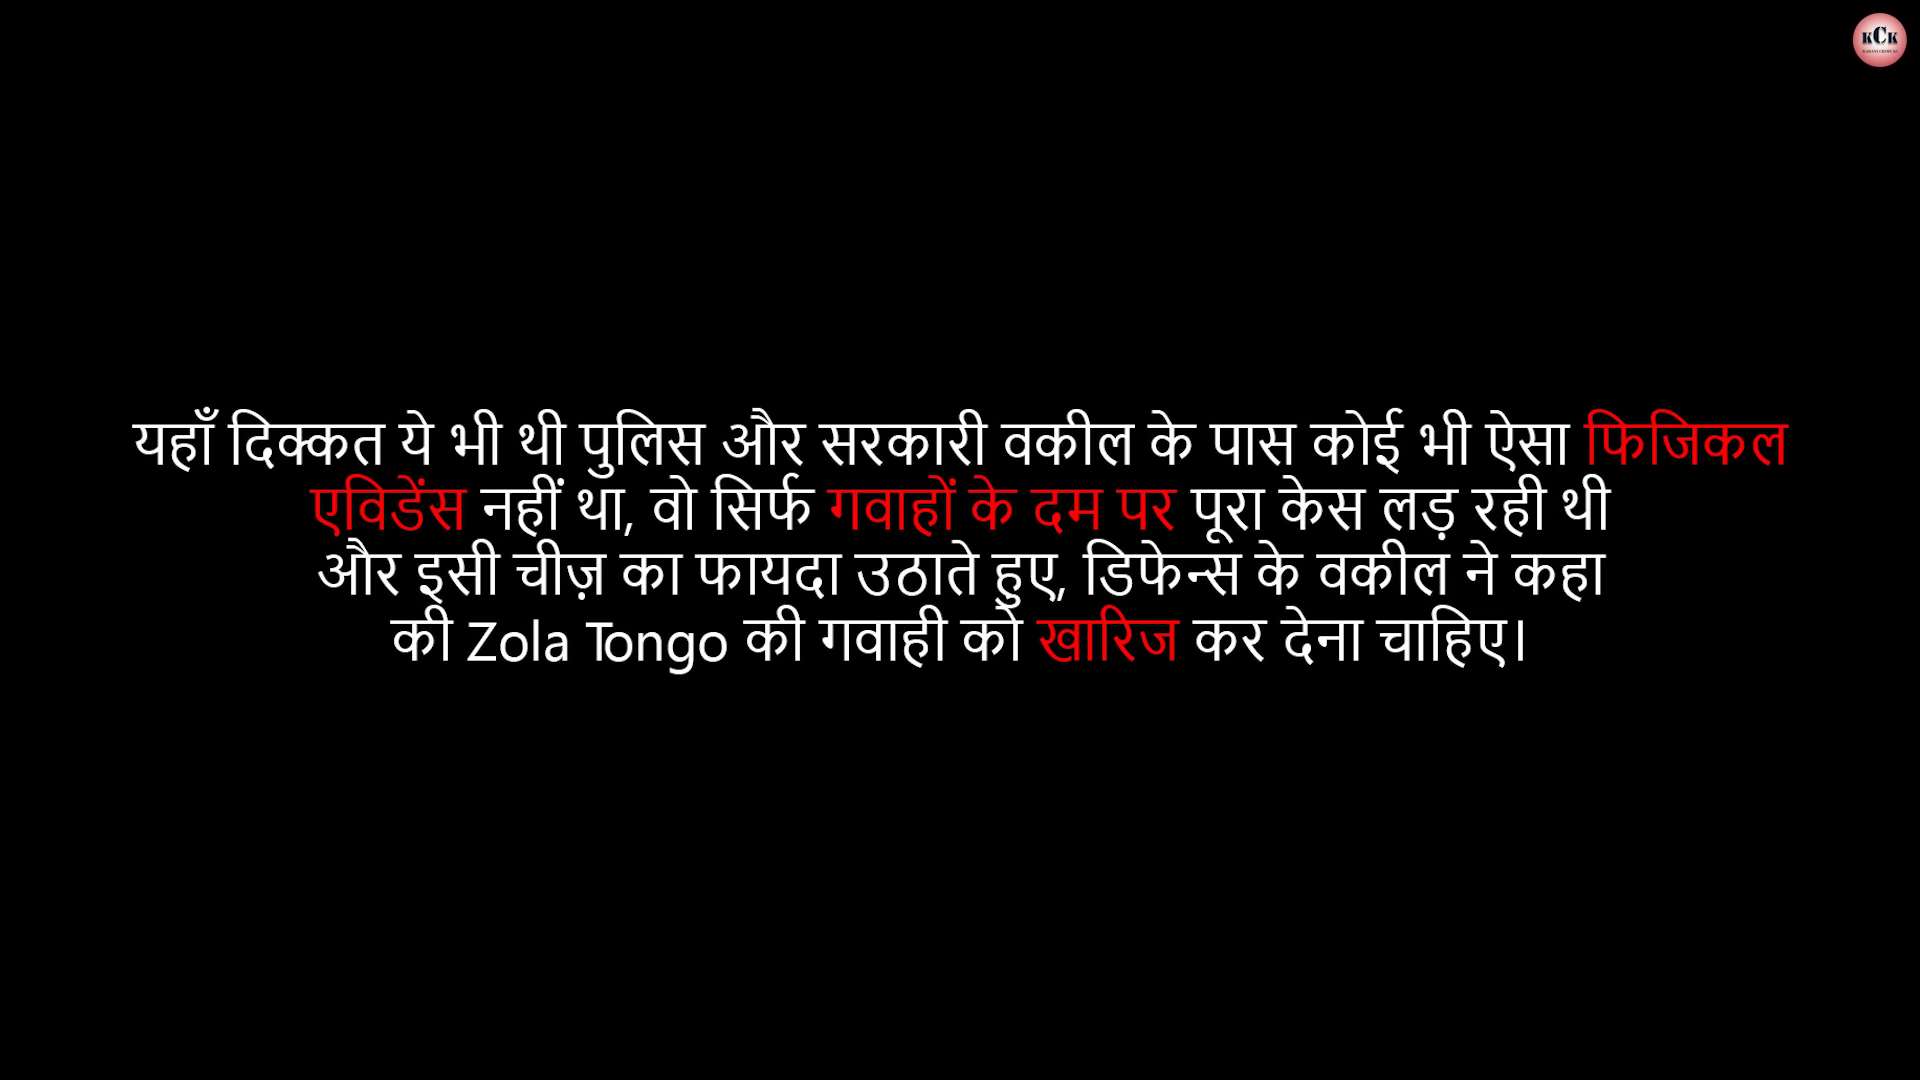 KCK
यहाँ दिक्कत ये भी थी पुलिस और सरकारी वकील के पास कोई भी ऐसा फिजिकल
एविडेंस नहीं था, वो सिर्फ गवाहों के दम पर पूरा केस लड़ रही थी
और इसी चीज़ का फायदा उठाते हुए, डिफेन्स के वकील ने कहा
की Zola Tongo की गवाही को खारिज कर देना चाहिए।